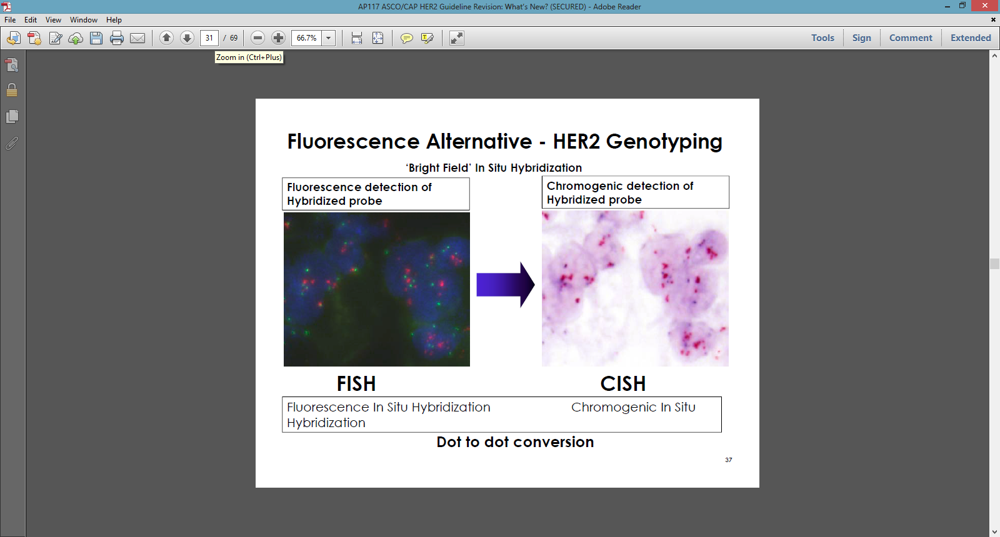 AP117 ASCO/CAP HER2 Guideline Revision: What's New? (SECURED) - Adobe Reader
File Edit View Window Help
31 / 69 66.7% Tools Sign Comment Extended
Zoom in (Ctrl+Plus)
Fluorescence Alternative - HER2 Genotyping
‘Bright Field’ In Situ Hybridization
Fluorescence detection of
Hybridized probe
Chromogenic detection of
Hybridized probe
FISH
CISH
Fluorescence In Situ Hybridization Chromogenic In Situ
Hybridization
Dot to dot conversion
37